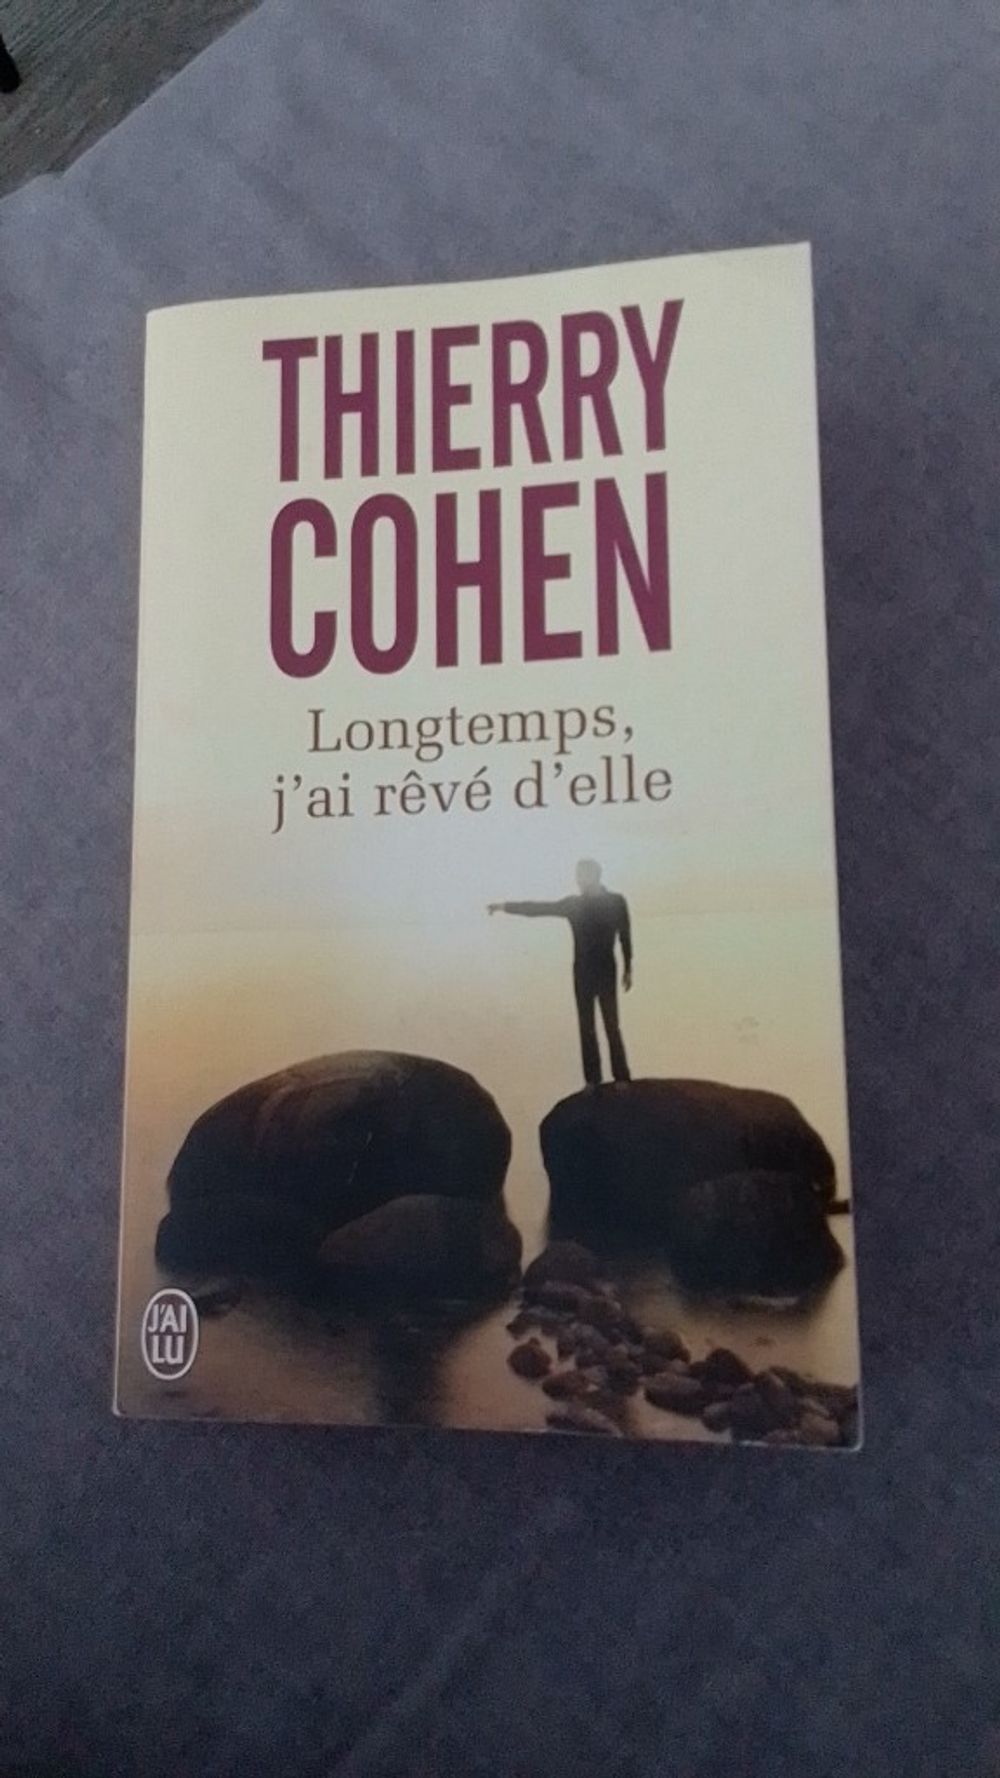 THIERRY
COHEN
Longtemps,
j'ai rêvé d'elle
J'AI
LU